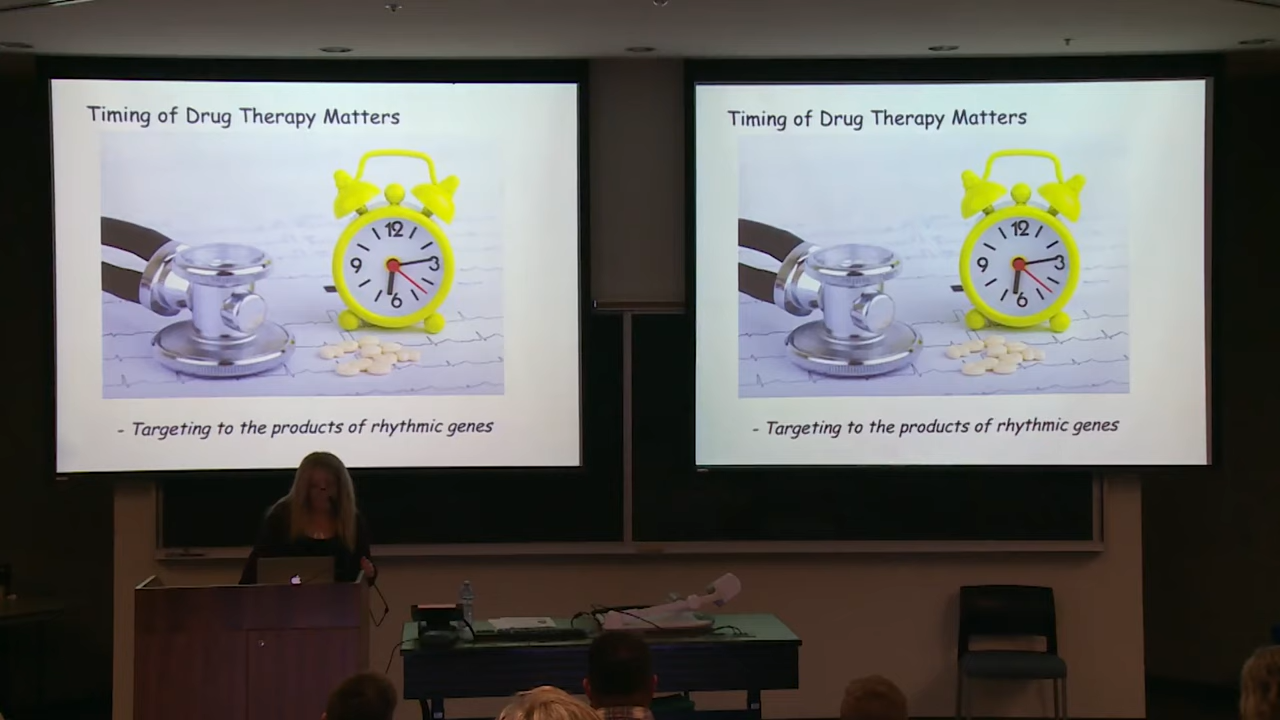 Timing of Drug Therapy Matters
12
9
3
6
- Targeting to the products of rhythmic genes
Timing of Drug Therapy Matters
12
9
3
6
- Targeting to the products of rhythmic genes